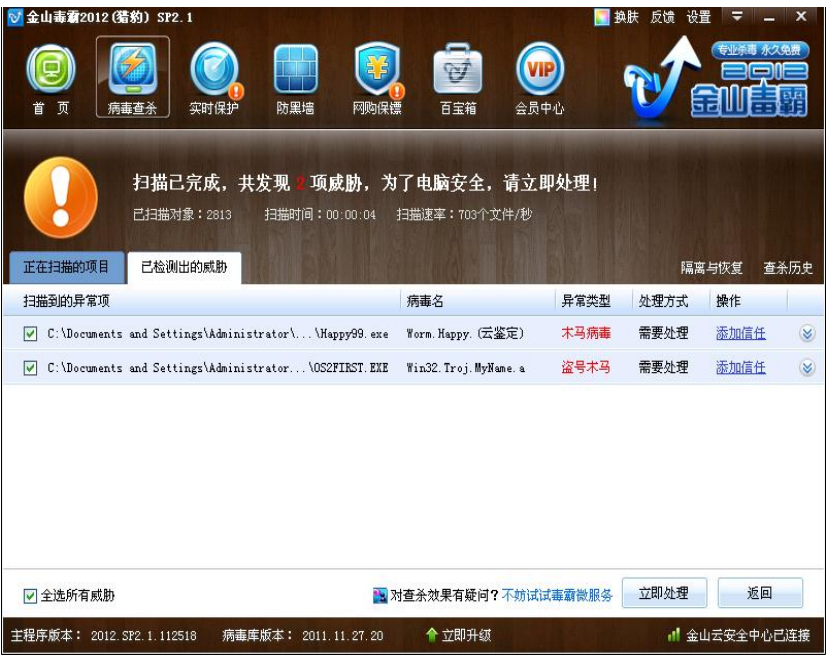 金山毒霸2012(猎豹) SP2.1
换肤 反馈 设置
首 页
病毒查杀
实时保护
防黑墙
网购保镖
百宝箱
VIP
会员中心
专业杀毒 永久免费
2012
金山毒霸
扫描已完成，共发现 2 项威胁，为了电脑安全，请立即处理!
已扫描对象：2813 扫描时间：00:00:04 扫描速率：703个文件/秒
正在扫描的项目 已检测出的威胁 隔离与恢复 查杀历史
扫描到的异常项 病毒名 异常类型 处理方式 操作
C:\Documents and Settings\Administrator\...\Happy99.exe Worm.Happy.(云鉴定) 木马病毒 需要处理 添加信任
C:\Documents and Settings\Administrator...\OS2FIRST.EXE Win32.Troj.MyName.a 盗号木马 需要处理 添加信任
全选所有威胁 对查杀效果有疑问? 不妨试试毒霸微服务 立即处理 返回
主程序版本： 2012.SP2.1.112518 病毒库版本： 2011.11.27.20 立即升级 金山云安全中心已连接